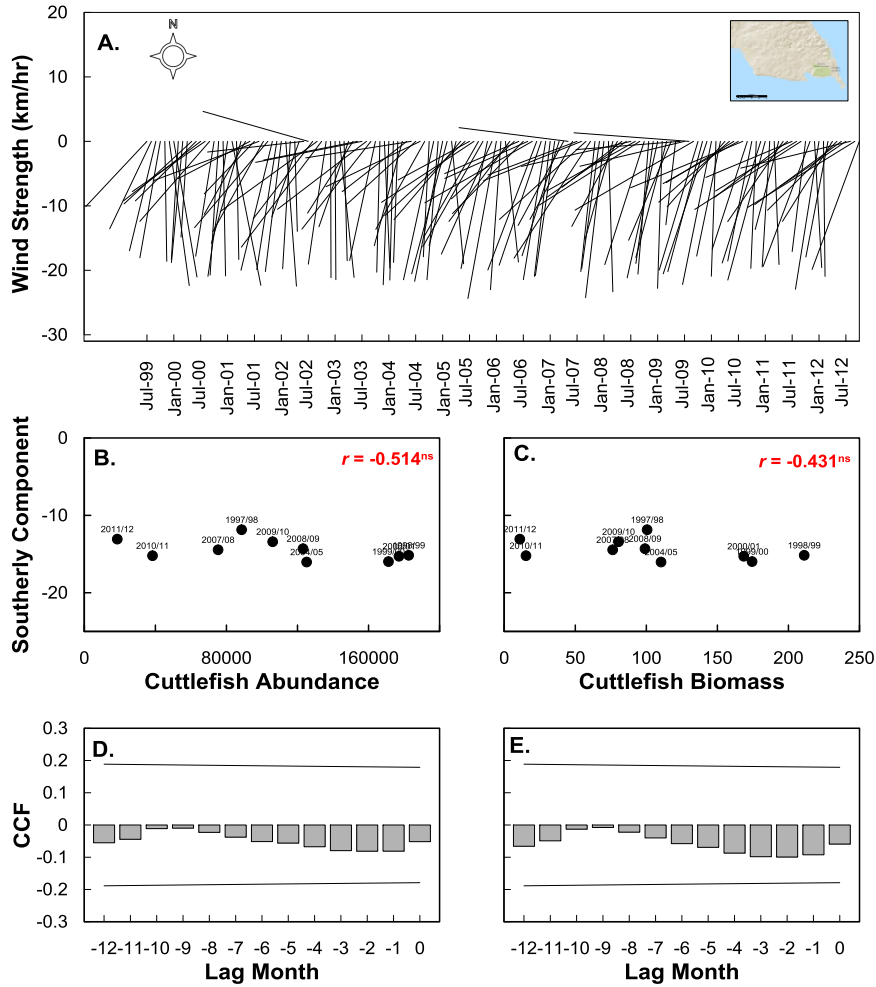 A.
N
Wind Strength (km/hr)
20
10
0
-10
-20
-30
Jul-99
Jan-00
Jul-00
Jan-01
Jul-01
Jan-02
Jul-02
Jan-03
Jul-03
Jan-04
Jul-04
Jan-05
Jul-05
Jan-06
Jul-06
Jan-07
Jul-07
Jan-08
Jul-08
Jan-09
Jul-09
Jan-10
Jul-10
Jan-11
Jul-11
Jan-12
Jul-12
B.
r = -0.514ns
Southerly Component
0
-10
-20
1997/98
2011/12
2009/10
2010/11
2007/08
2008/09
2004/05
0
80000
160000
Cuttlefish Abundance
C.
r = -0.431ns
1997/98
2011/12
2009/10
2010/11
2008/09
2004/05
2000/01
1999/00
1998/99
0
50
100
150
200
250
Cuttlefish Biomass
D.
CCF
0.3
0.2
0.1
0
-0.1
-0.2
-0.3
-12 -11 -10 -9 -8 -7 -6 -5 -4 -3 -2 -1 0
Lag Month
E.
-12 -11 -10 -9 -8 -7 -6 -5 -4 -3 -2 -1 0
Lag Month